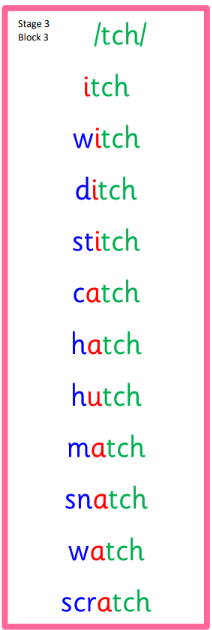 Stage 3
Block 3
/tch/
itch
witch
ditch
stitch
catch
hatch
hutch
match
snatch
watch
scratch